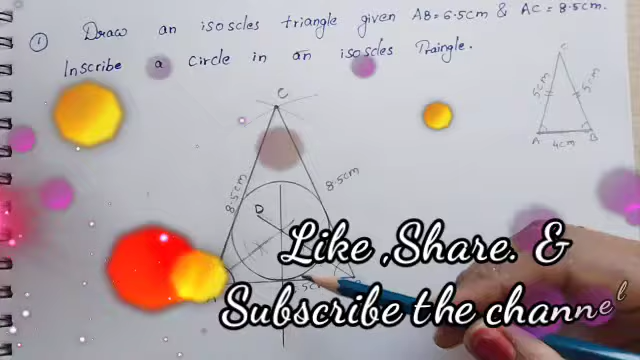 ① Draw an isoscles triangle given AB=6.5cm & AC=8.5cm.
Inscribe a circle in an isoscles Traingle.
C
5cm
5cm
A
B
4cm
C
8.5cm
8.5cm
D
Like ,Share. &
Subscribe the channel